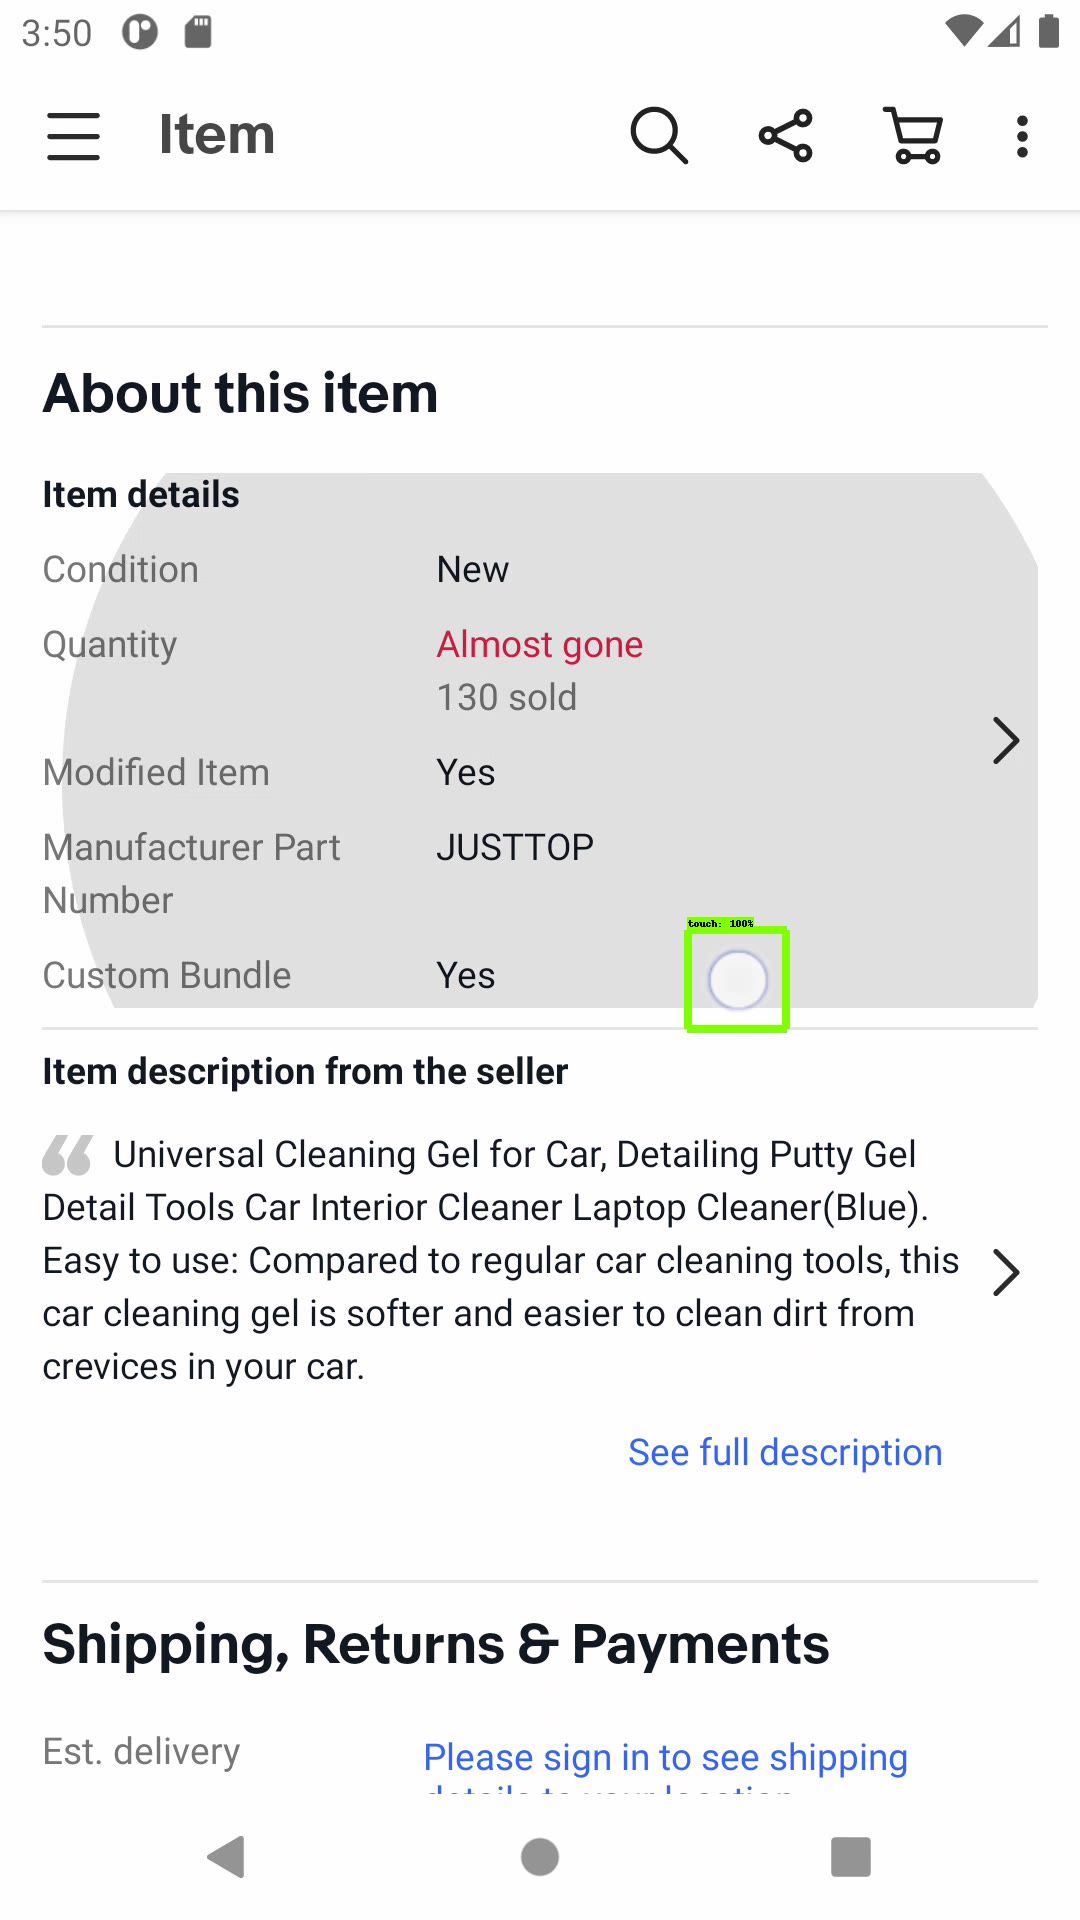 3:50
Item
About this item
Item details
Condition New
Quantity Almost gone
130 sold
Modified Item Yes
Manufacturer Part JUSTTOP
Number
touch: 100%
Custom Bundle Yes
Item description from the seller
Universal Cleaning Gel for Car, Detailing Putty Gel
Detail Tools Car Interior Cleaner Laptop Cleaner(Blue).
Easy to use: Compared to regular car cleaning tools, this
car cleaning gel is softer and easier to clean dirt from
crevices in your car.
See full description
Shipping, Returns & Payments
Est. delivery Please sign in to see shipping
details to your location